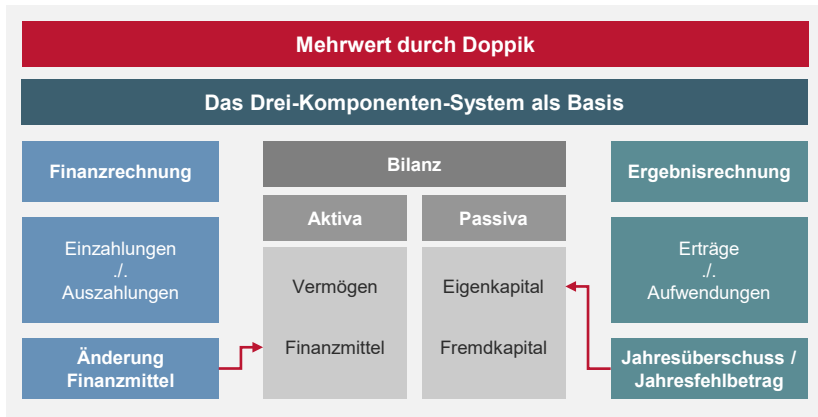 Mehrwert durch Doppik
Das Drei-Komponenten-System als Basis
Finanzrechnung
Einzahlungen
./.
Auszahlungen
Änderung
Finanzmittel
Bilanz
Aktiva
Passiva
Vermögen
Finanzmittel
Eigenkapital
Fremdkapital
Ergebnisrechnung
Erträge
./.
Aufwendungen
Jahresüberschuss /
Jahresfehlbetrag